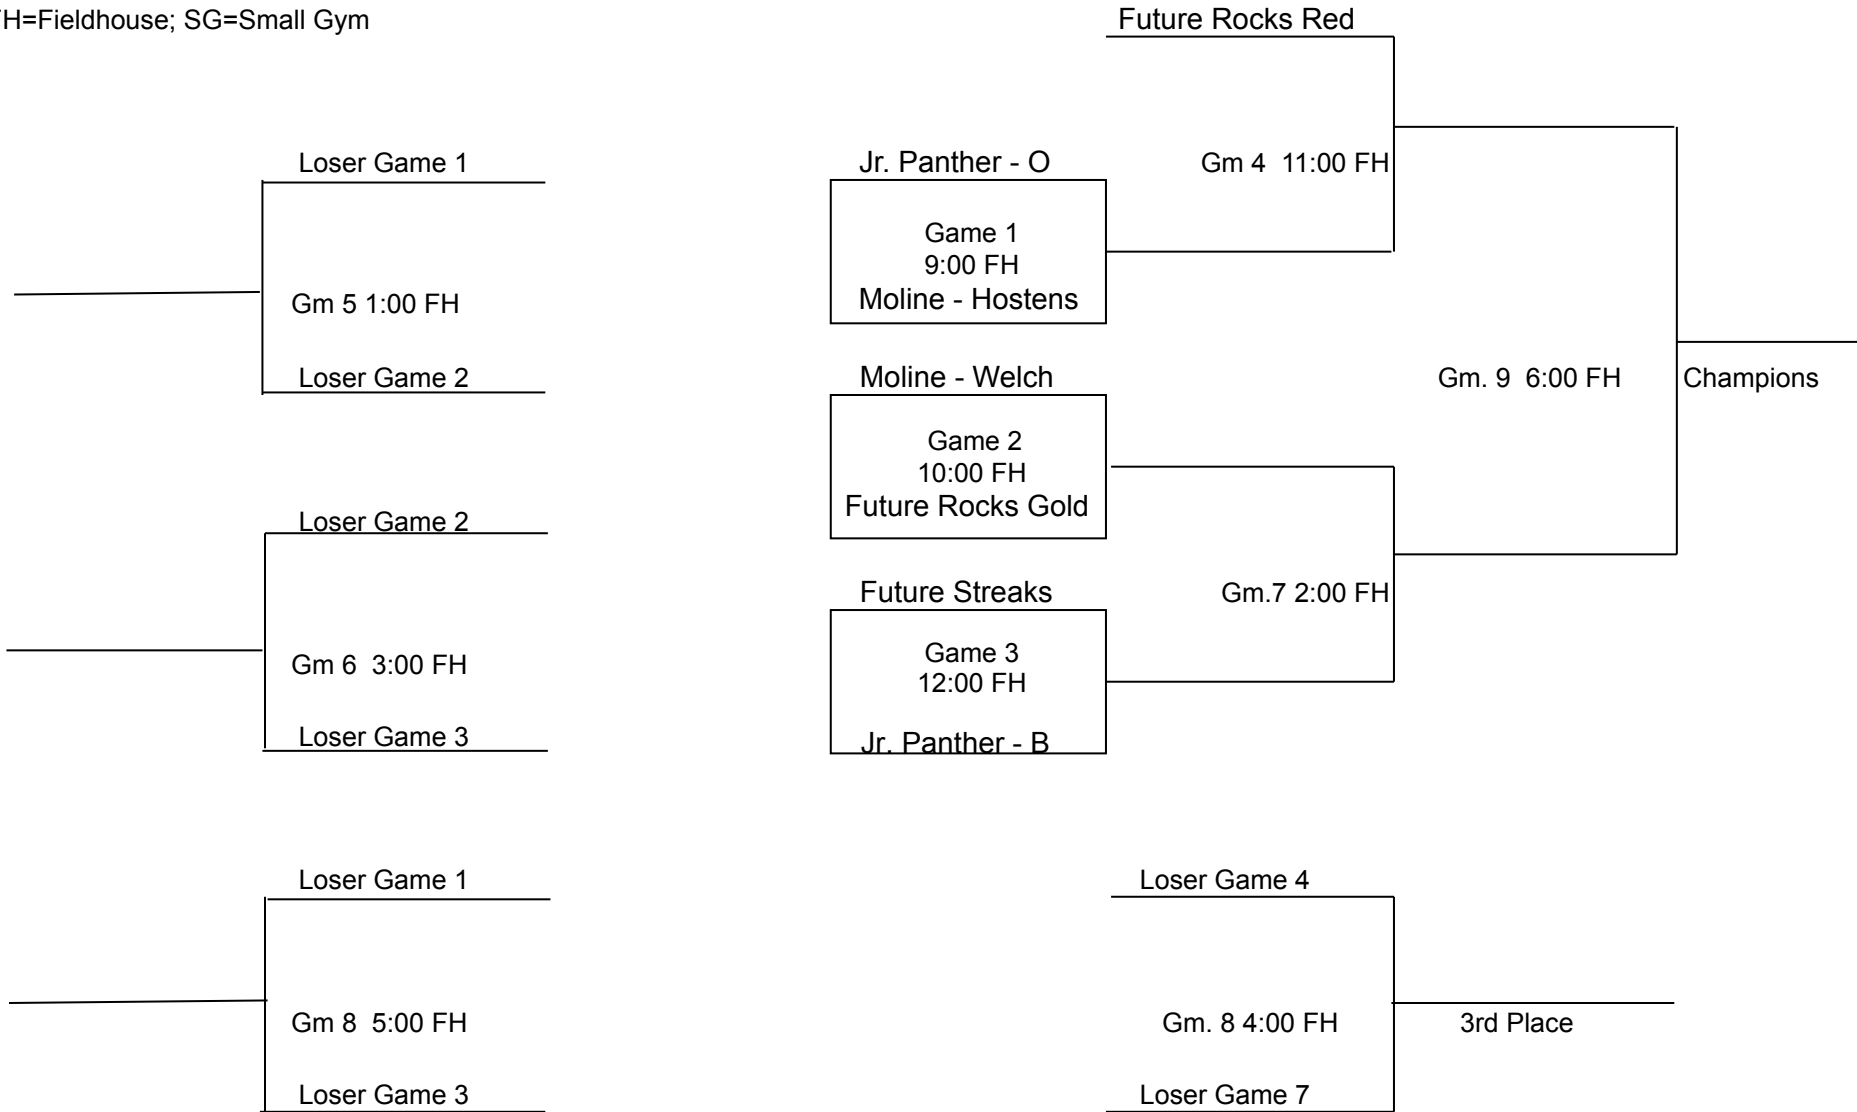 H=Fieldhouse; SG=Small Gym
Future Rocks Red
Loser Game 1
Jr. Panther - O
Gm 4 11:00 FH
Game 1
9:00 FH
Moline - Hostens
Gm 5 1:00 FH
Loser Game 2
Moline - Welch
Gm. 9 6:00 FH
Champions
Game 2
10:00 FH
Future Rocks Gold
Loser Game 2
Future Streaks
Gm.7 2:00 FH
Game 3
12:00 FH
Gm 6 3:00 FH
Loser Game 3
Jr. Panther - B
Loser Game 1
Loser Game 4
Gm 8 5:00 FH
Gm. 8 4:00 FH
3rd Place
Loser Game 3
Loser Game 7